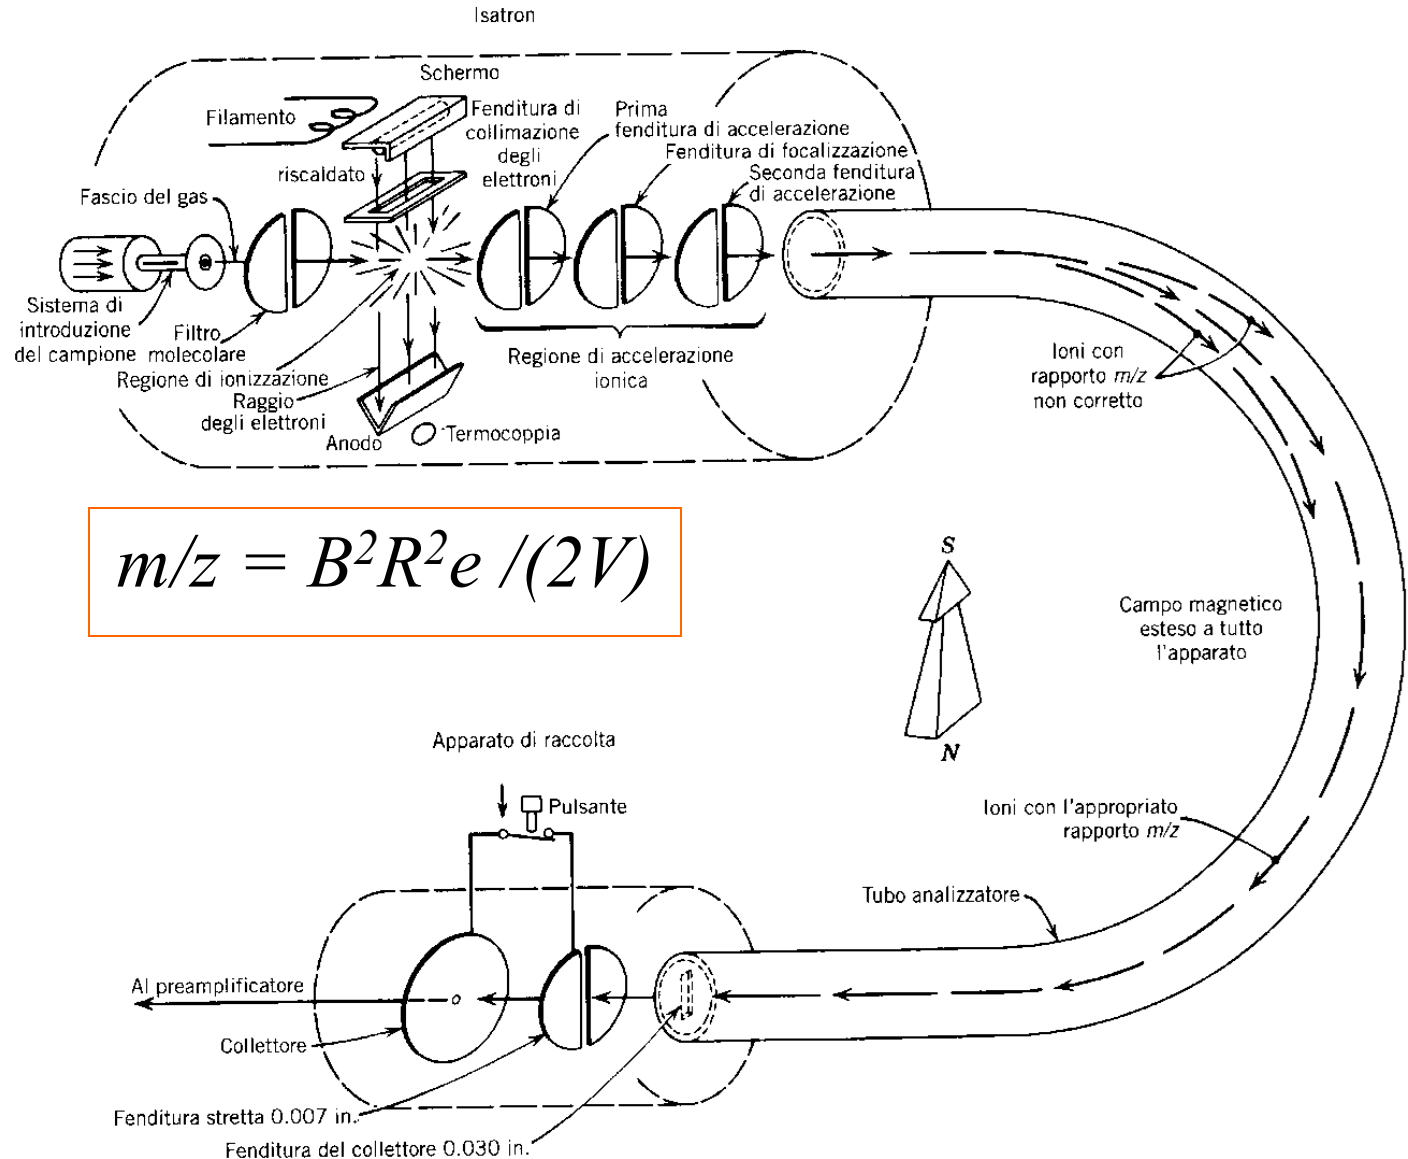 Isatron
Schermo
Filamento
riscaldato
Fenditura di
collimazione
degli
elettroni
Prima
fenditura di accelerazione
Fenditura di focalizzazione
Seconda fenditura
di accelerazione
Fascio del gas
Sistema di
introduzione
del campione
Filtro
molecolare
Regione di ionizzazione
Raggio
degli elettroni
Anodo
Termocoppia
Regione di accelerazione
ionica
Ioni con
rapporto m/z
non corretto
m/z = B²R²e /(2V)
S
N
Campo magnetico
esteso a tutto
l'apparato
Apparato di raccolta
Pulsante
Ioni con l'appropriato
rapporto m/z
Tubo analizzatore
Al preamplificatore
Collettore
Fenditura stretta 0.007 in.
Fenditura del collettore 0.030 in.